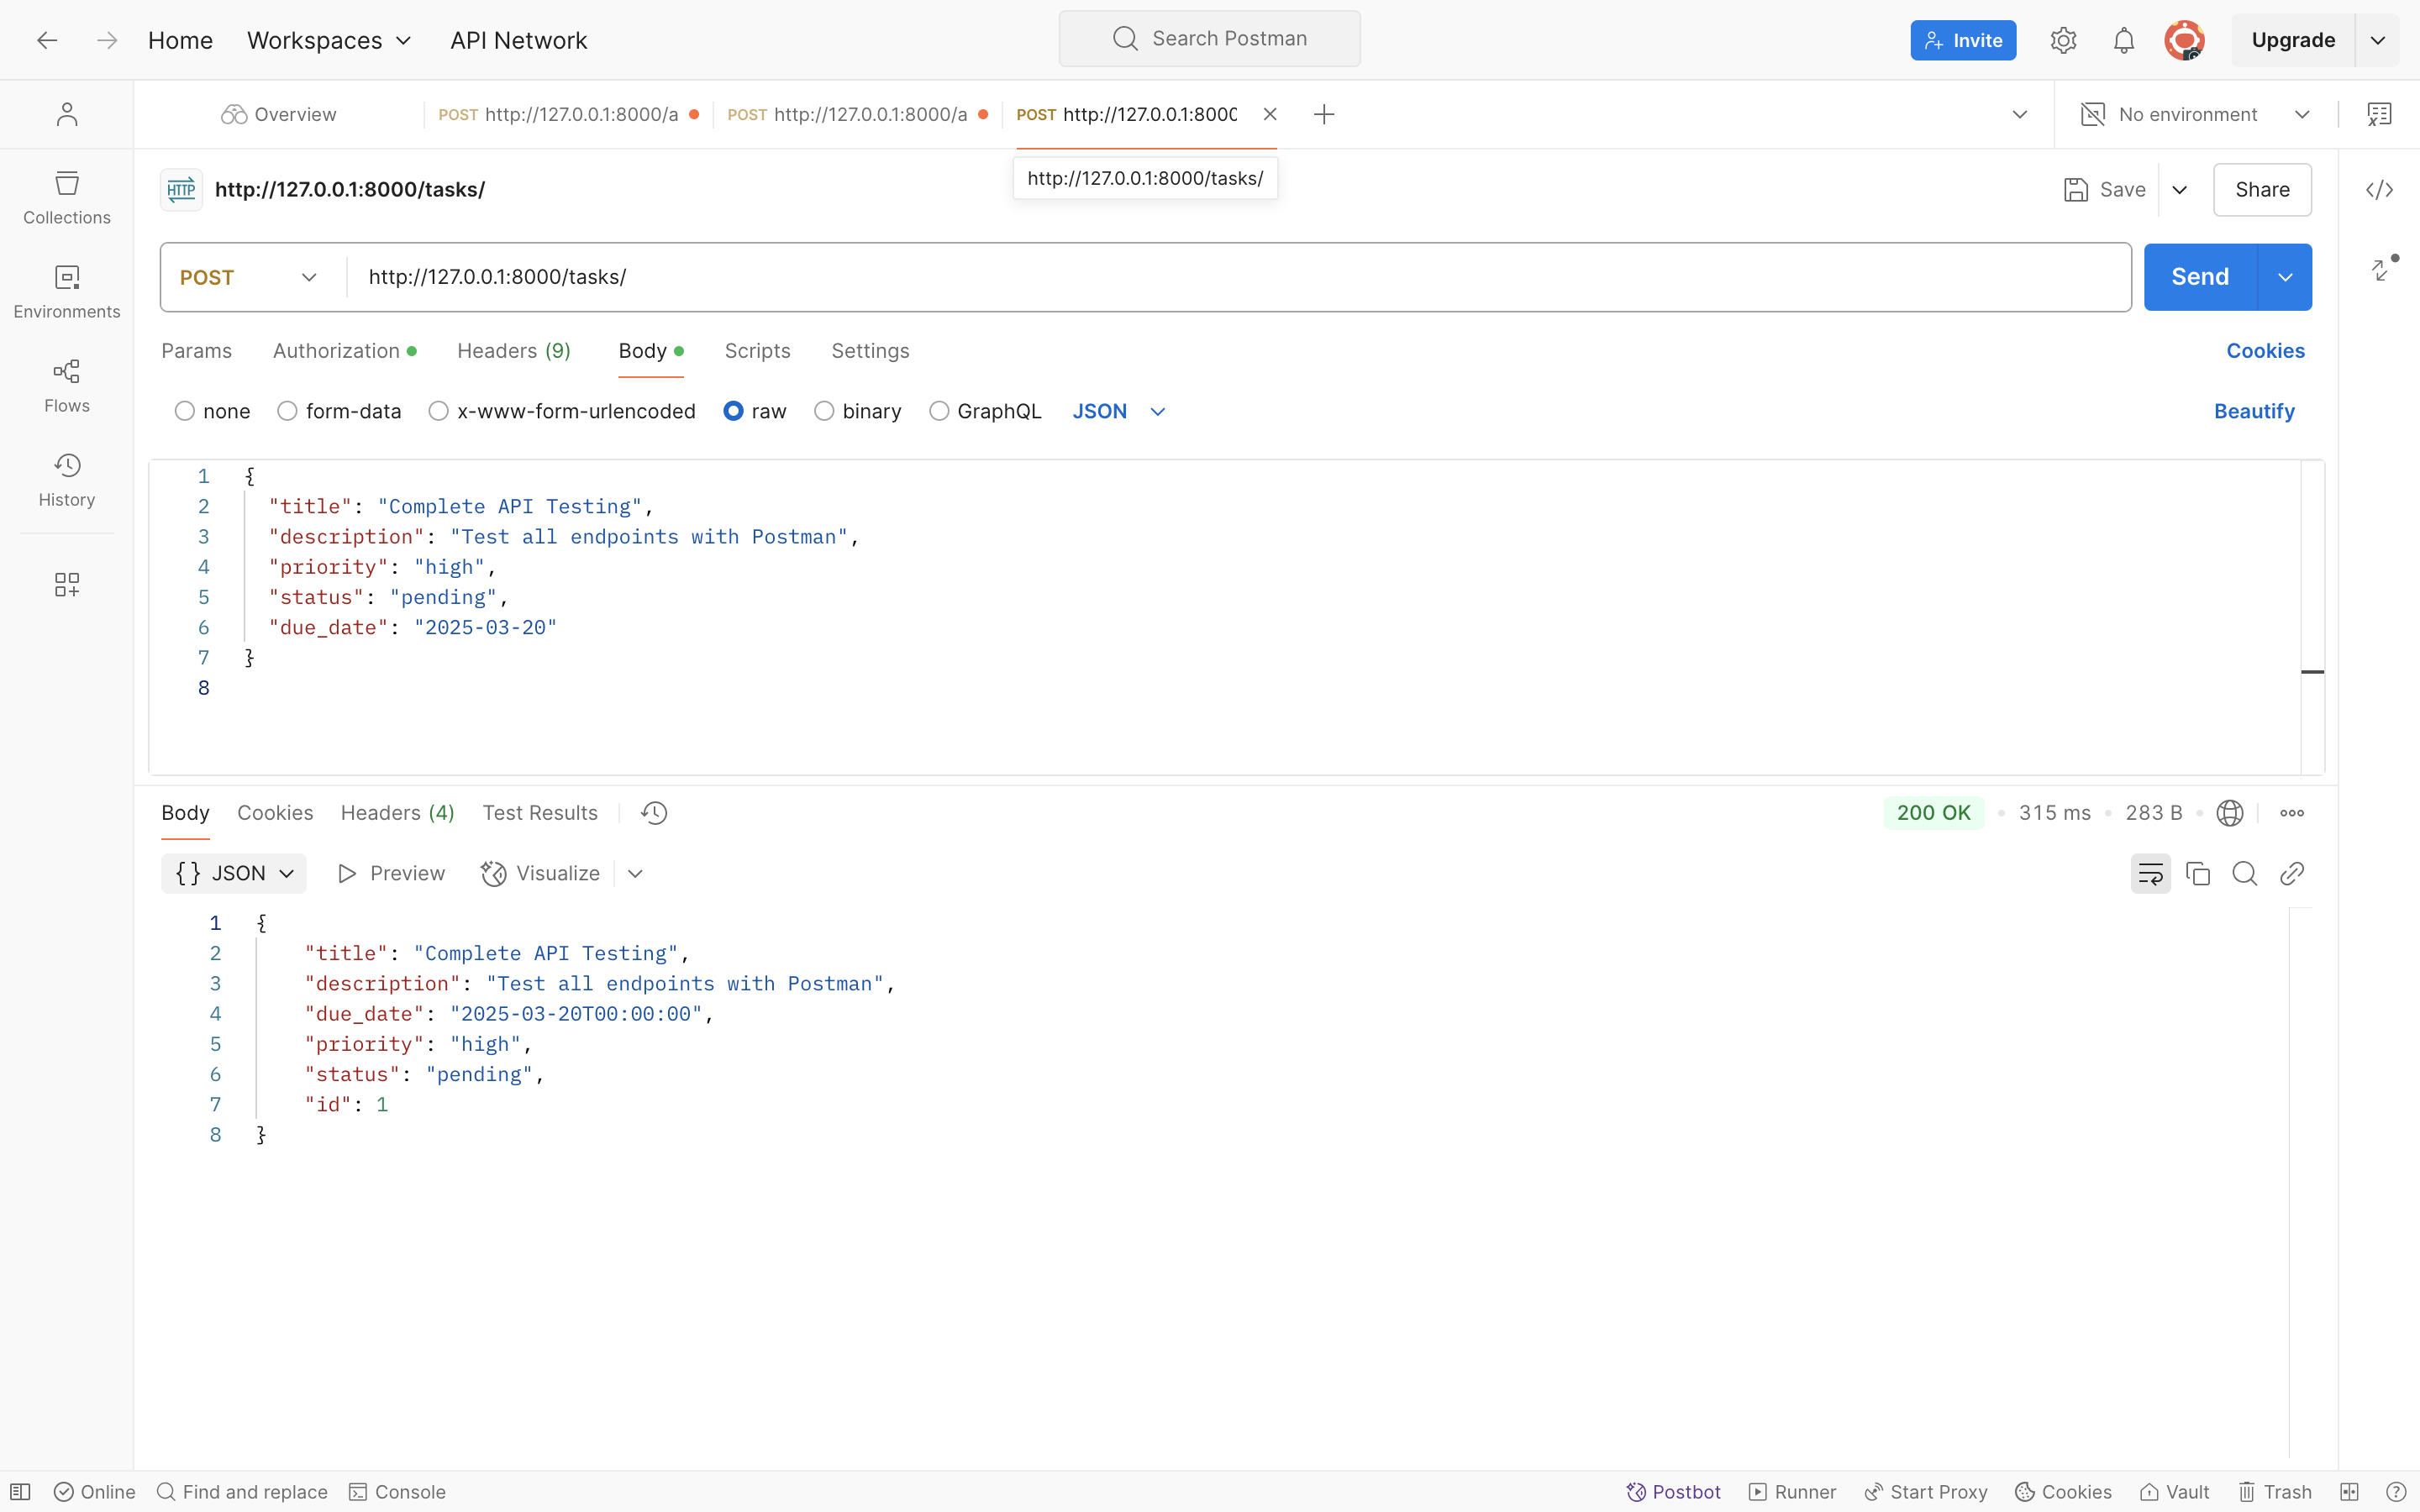 Home Workspaces API Network Search Postman Invite Upgrade
Overview POST http://127.0.0.1:8000/a POST http://127.0.0.1:8000/a POST http://127.0.0.1:8000 No environment
http://127.0.0.1:8000/tasks/
HTTP http://127.0.0.1:8000/tasks/ Save Share
POST http://127.0.0.1:8000/tasks/ Send
Params Authorization Headers (9) Body Scripts Settings Cookies
none form-data x-www-form-urlencoded raw binary GraphQL JSON Beautify
Collections
Environments
Flows
History
1 {
2 "title": "Complete API Testing",
3 "description": "Test all endpoints with Postman",
4 "priority": "high",
5 "status": "pending",
6 "due_date": "2025-03-20"
7 }
8
Body Cookies Headers (4) Test Results 200 OK 315 ms 283 B
{} JSON Preview Visualize
1 {
2 "title": "Complete API Testing",
3 "description": "Test all endpoints with Postman",
4 "due_date": "2025-03-20T00:00:00",
5 "priority": "high",
6 "status": "pending",
7 "id": 1
8 }
Online Find and replace Console Postbot Runner Start Proxy Cookies Vault Trash